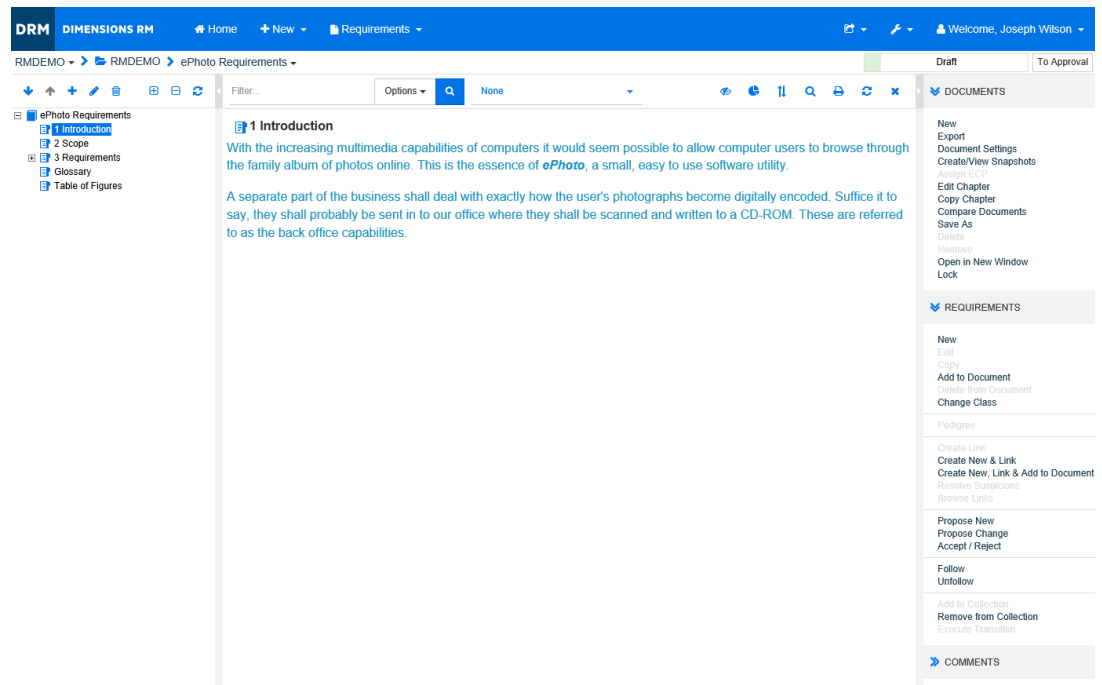 DRM DIMENSIONS RM Home New Requirements Welcome, Joseph Wilson
RMDEMO RMDEMO ePhoto Requirements Draft To Approval
Filter... Options None
ePhoto Requirements
1 Introduction
2 Scope
3 Requirements
Glossary
Table of Figures
1 Introduction
With the increasing multimedia capabilities of computers it would seem possible to allow computer users to browse through
the family album of photos online. This is the essence of ePhoto, a small, easy to use software utility.
A separate part of the business shall deal with exactly how the user's photographs become digitally encoded. Suffice it to
say, they shall probably be sent in to our office where they shall be scanned and written to a CD-ROM. These are referred
to as the back office capabilities.
DOCUMENTS
New
Export
Document Settings
Create/View Snapshots
Assign ECP
Edit Chapter
Copy Chapter
Compare Documents
Save As
Delete
Remove
Open in New Window
Lock
REQUIREMENTS
New
Edit
Copy
Add to Document
Delete from Document
Change Class
Pedigree
Create Link
Create New & Link
Create New, Link & Add to Document
Resolve Suspicions
Browse Links
Propose New
Propose Change
Accept / Reject
Follow
Unfollow
Add to Collection
Remove from Collection
Execute Transition
COMMENTS